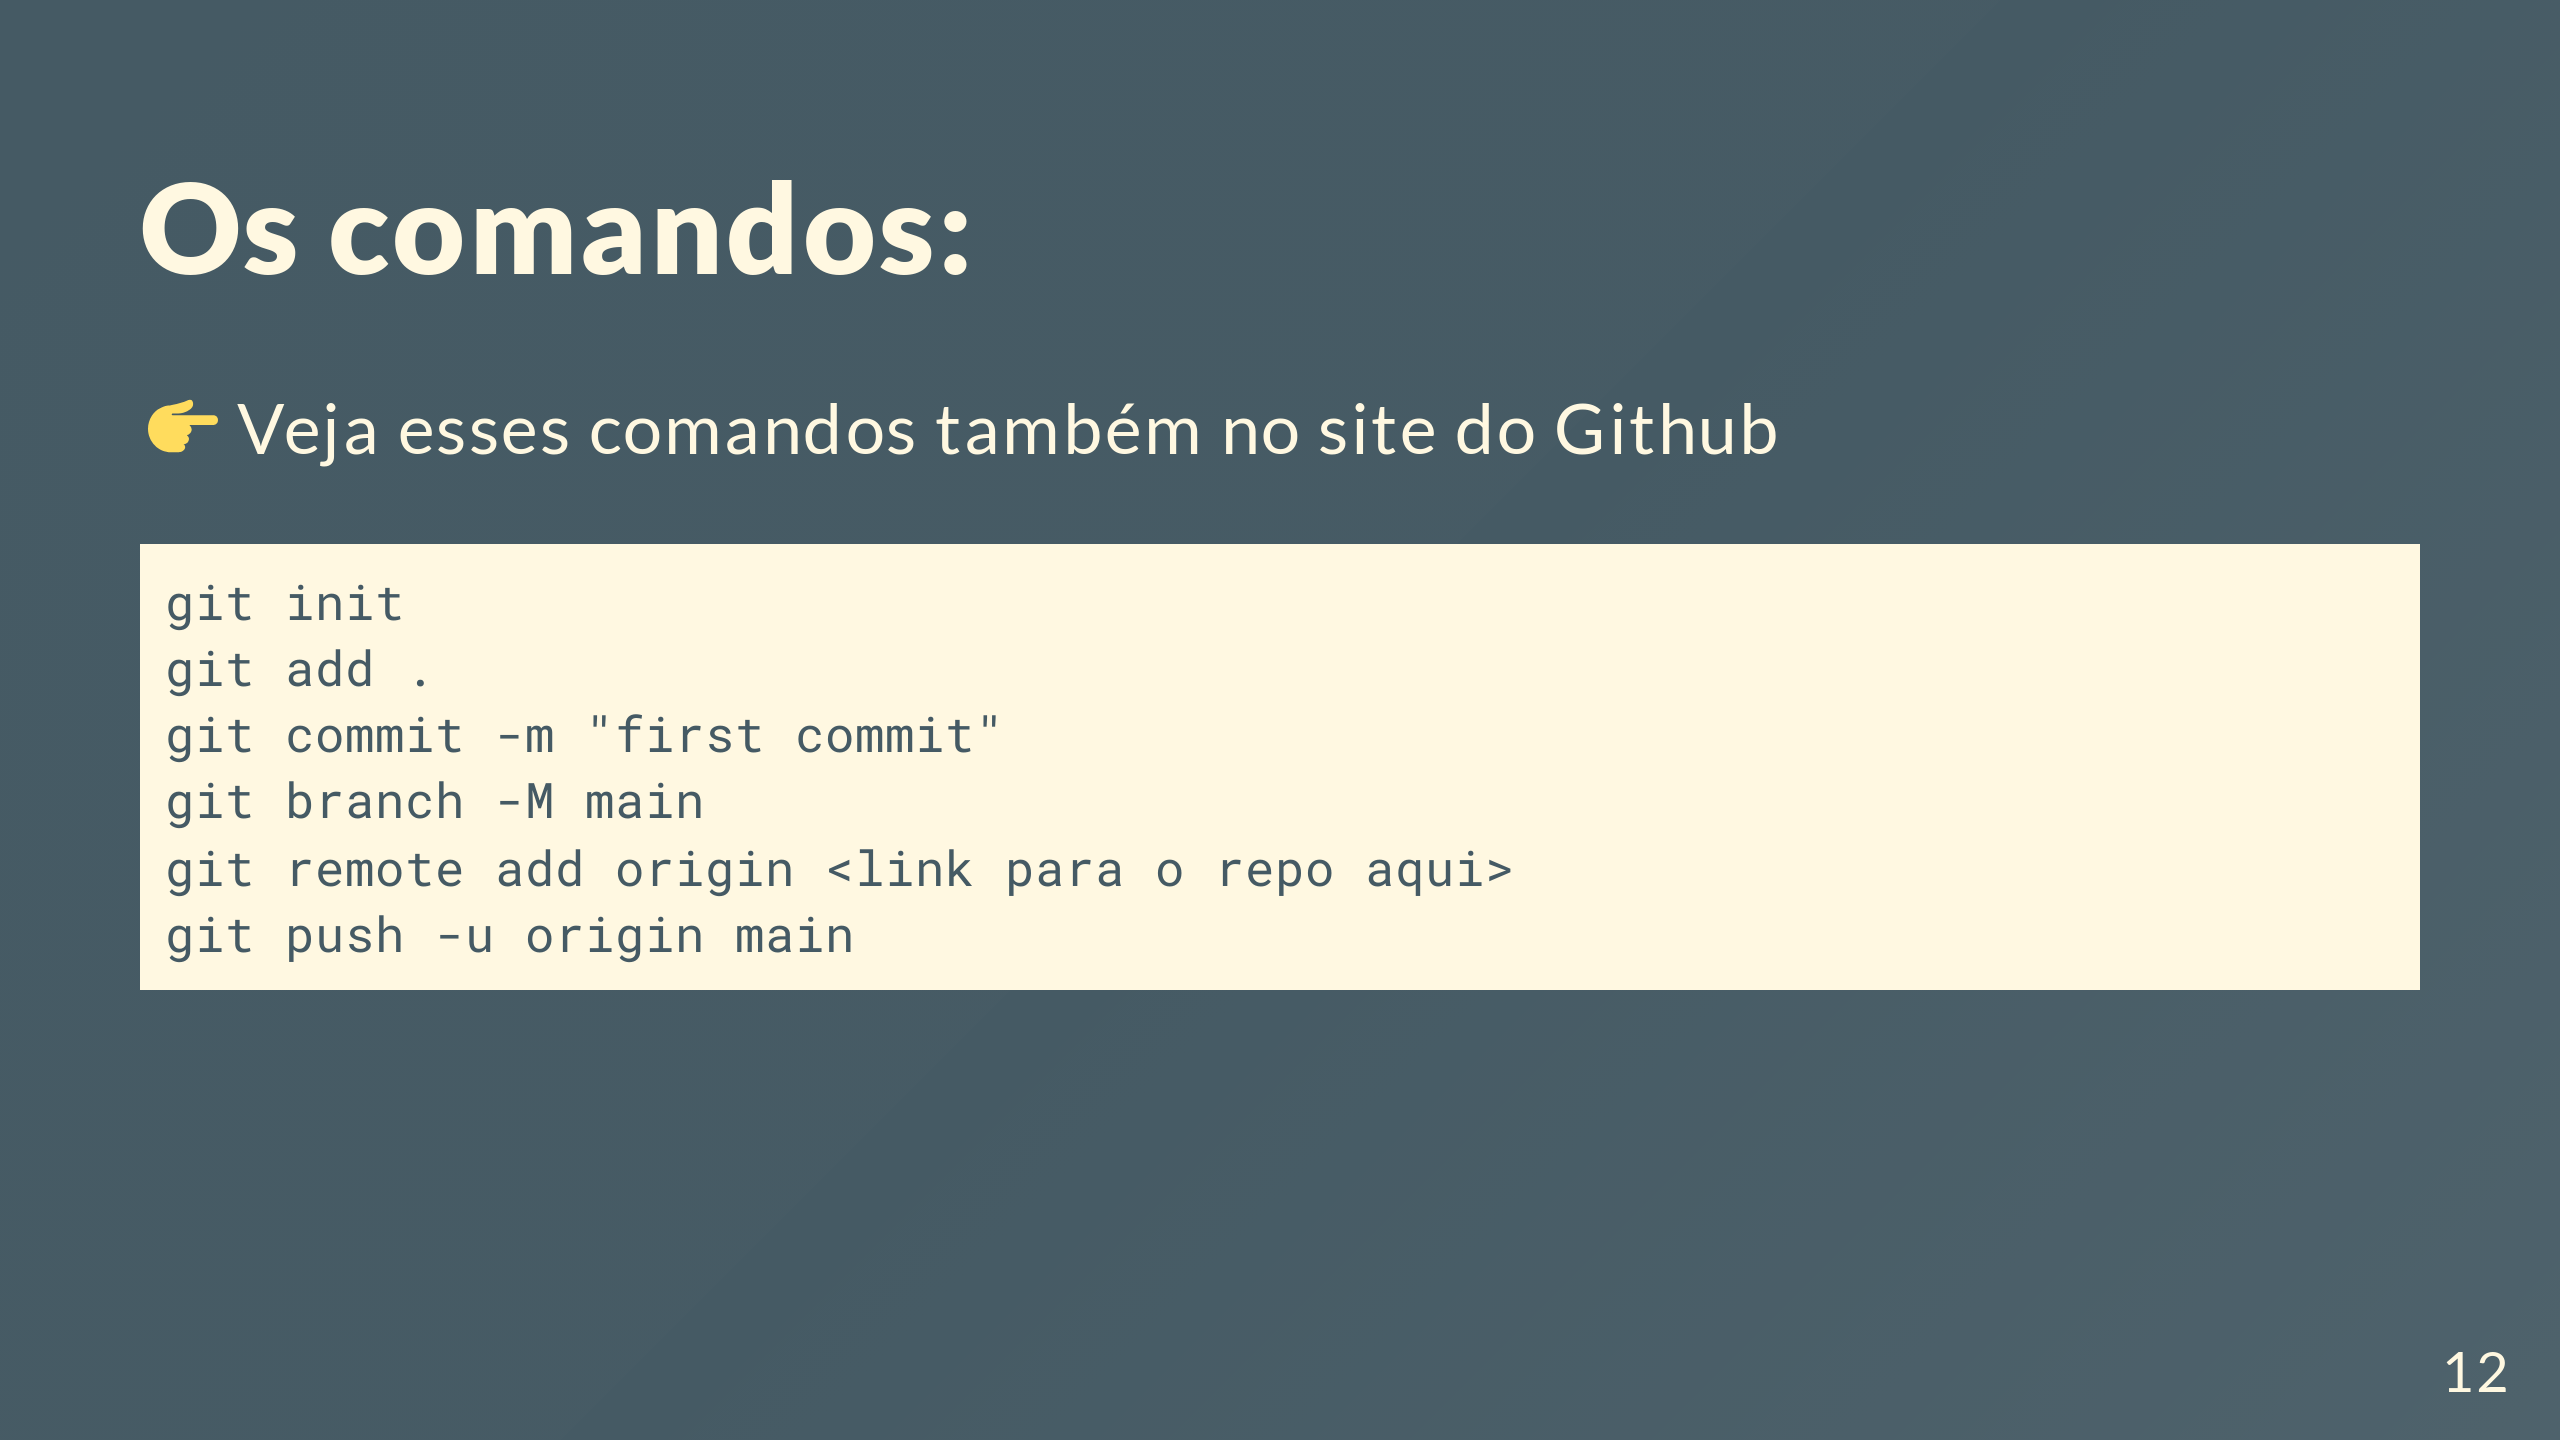 Os comandos:
👉 Veja esses comandos também no site do Github
git init
git add .
git commit -m "first commit"
git branch -M main
git remote add origin <link para o repo aqui>
git push -u origin main
12